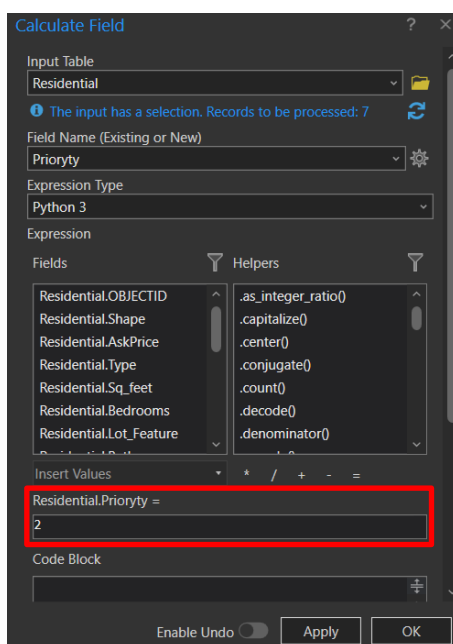 Calculate Field ? ×
Input Table
Residential
The input has a selection. Records to be processed: 7
Field Name (Existing or New)
Prioryty
Expression Type
Python 3
Expression
Fields Helpers
Residential.OBJECTID .as_integer_ratio()
Residential.Shape .capitalize()
Residential.AskPrice .center()
Residential.Type .conjugate()
Residential.Sq_feet .count()
Residential.Bedrooms .decode()
Residential.Lot_Feature .denominator()
Insert Values * / + - =
Residential.Prioryty =
2
Code Block
Enable Undo Apply OK